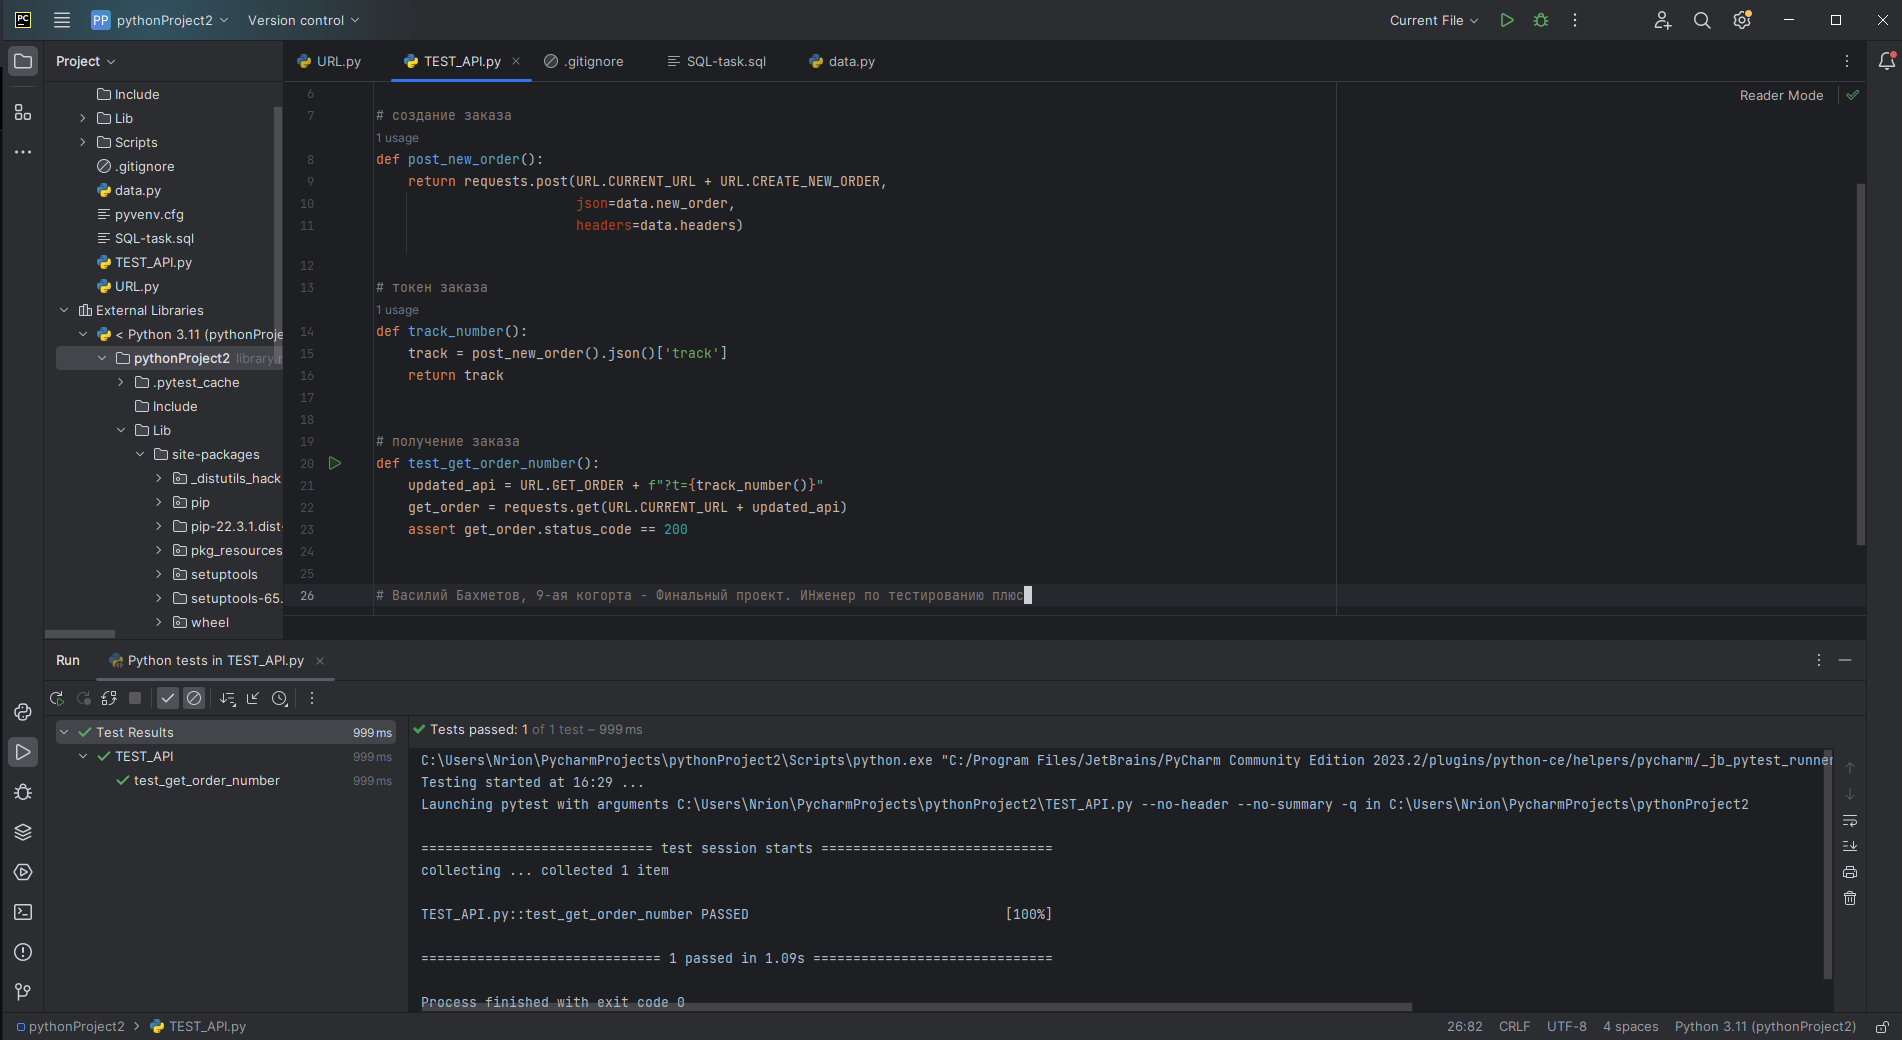 PC
PP pythonProject2 Version control Current File
Project
URL.py TEST_API.py .gitignore SQL-task.sql data.py
Include
Lib
Scripts
.gitignore
data.py
pyvenv.cfg
SQL-task.sql
TEST_API.py
URL.py
External Libraries
< Python 3.11 (pythonProje
pythonProject2 library r
.pytest_cache
Include
Lib
site-packages
_distutils_hack
pip
pip-22.3.1.dist-
pkg_resources
setuptools
setuptools-65.
wheel
Reader Mode
6
7 # создание заказа
1 usage
8 def post_new_order():
9 return requests.post(URL.CURRENT_URL + URL.CREATE_NEW_ORDER,
10 json=data.new_order,
11 headers=data.headers)
12
13 # токен заказа
1 usage
14 def track_number():
15 track = post_new_order().json()['track']
16 return track
17
18
19 # получение заказа
20 def test_get_order_number():
21 updated_api = URL.GET_ORDER + f"?t={track_number()}"
22 get_order = requests.get(URL.CURRENT_URL + updated_api)
23 assert get_order.status_code == 200
24
25
26 # Василий Бахметов, 9-ая когорта - Финальный проект. ИНженер по тестированию плюс
Run Python tests in TEST_API.py
Test Results 999 ms
TEST_API 999 ms
test_get_order_number 999 ms
Tests passed: 1 of 1 test – 999 ms
C:\Users\Nrion\PycharmProjects\pythonProject2\Scripts\python.exe "C:/Program Files/JetBrains/PyCharm Community Edition 2023.2/plugins/python-ce/helpers/pycharm/_jb_pytest_runner
Testing started at 16:29 ...
Launching pytest with arguments C:\Users\Nrion\PycharmProjects\pythonProject2\TEST_API.py --no-header --no-summary -q in C:\Users\Nrion\PycharmProjects\pythonProject2
============================= test session starts =============================
collecting ... collected 1 item
TEST_API.py::test_get_order_number PASSED [100%]
============================== 1 passed in 1.09s ==============================
Process finished with exit code 0
pythonProject2 > TEST_API.py 26:82 CRLF UTF-8 4 spaces Python 3.11 (pythonProject2)